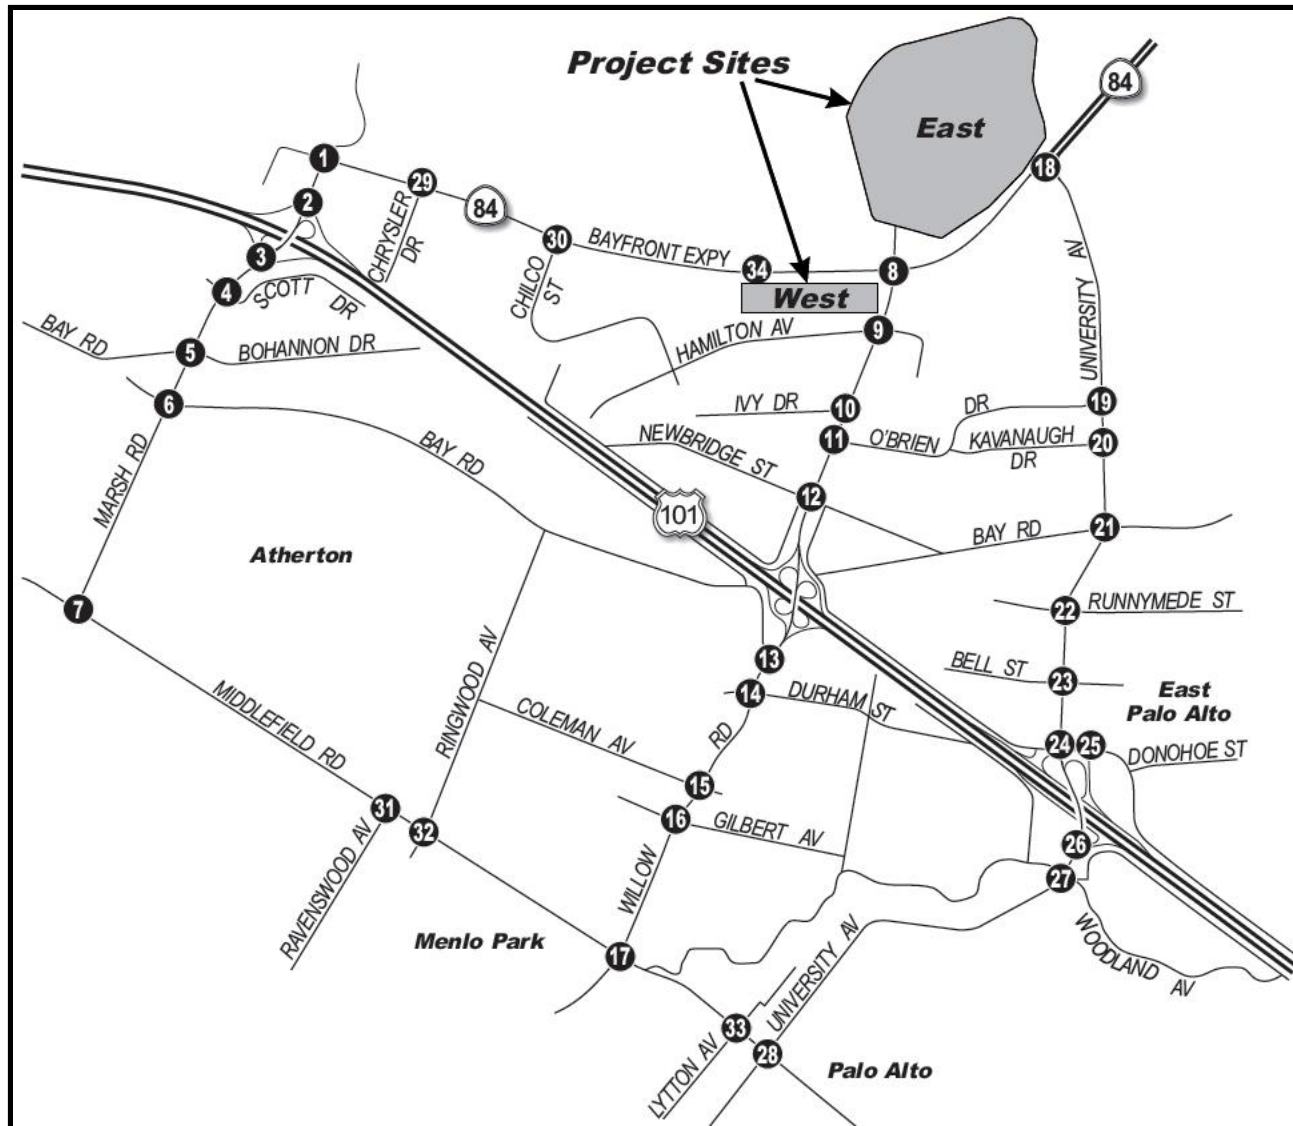 Project Sites
East
84
18
1
29
2
84
CHRYSLER
DR
30
BAYFRONT EXPY
34
8
3
4
SCOTT DR
CHILCO
ST
West
UNIVERSITY AV
BAY RD
5
BOHANNON DR
HAMILTON AV
9
6
IVY DR
10
DR
19
BAY RD
NEWBRIDGE ST
11
O'BRIEN
KAVANAUGH
DR
20
MARSH RD
101
12
BAY RD
21
Atherton
7
22
RUNNYMEDE ST
RINGWOOD AV
13
BELL ST
23
MIDDLEFIELD RD
14
DURHAM ST
East
Palo Alto
COLEMAN AV
RD
24
25
DONOHOE ST
15
31
32
16
GILBERT AV
26
RAVENSWOOD AV
WILLOW
27
Menlo Park
17
UNIVERSITY AV
WOODLAND AV
33
28
LYTTON AV
Palo Alto